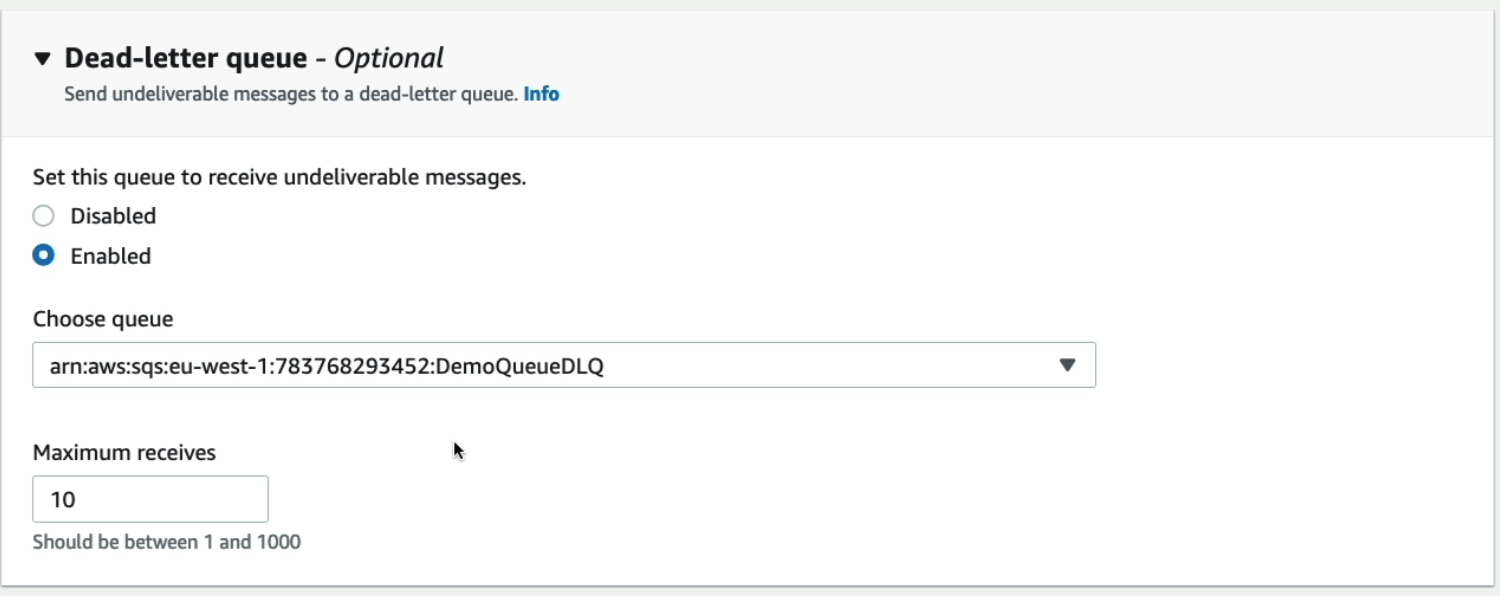 Dead-letter queue - Optional
Send undeliverable messages to a dead-letter queue. Info
Set this queue to receive undeliverable messages.
Disabled
Enabled
Choose queue
arn:aws:sqs:eu-west-1:783768293452:DemoQueueDLQ
Maximum receives
10
Should be between 1 and 1000